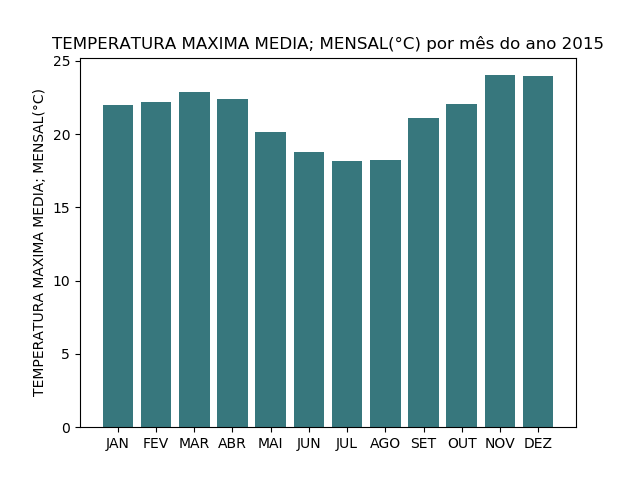 TEMPERATURA MAXIMA MEDIA; MENSAL(°C) por mês do ano 2015
TEMPERATURA MAXIMA MEDIA; MENSAL(°C)
25
20
15
10
5
0
JAN FEV MAR ABR MAI JUN JUL AGO SET OUT NOV DEZ